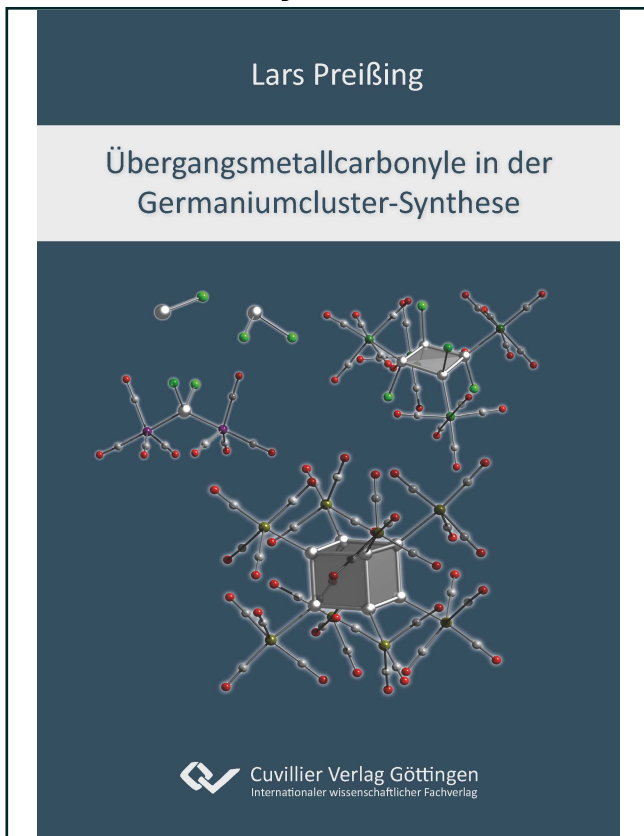 Lars Preißing
Übergangsmetallcarbonyle in der
Germaniumcluster-Synthese
Cuvillier Verlag Göttingen
Internationaler wissenschaftlicher Fachverlag